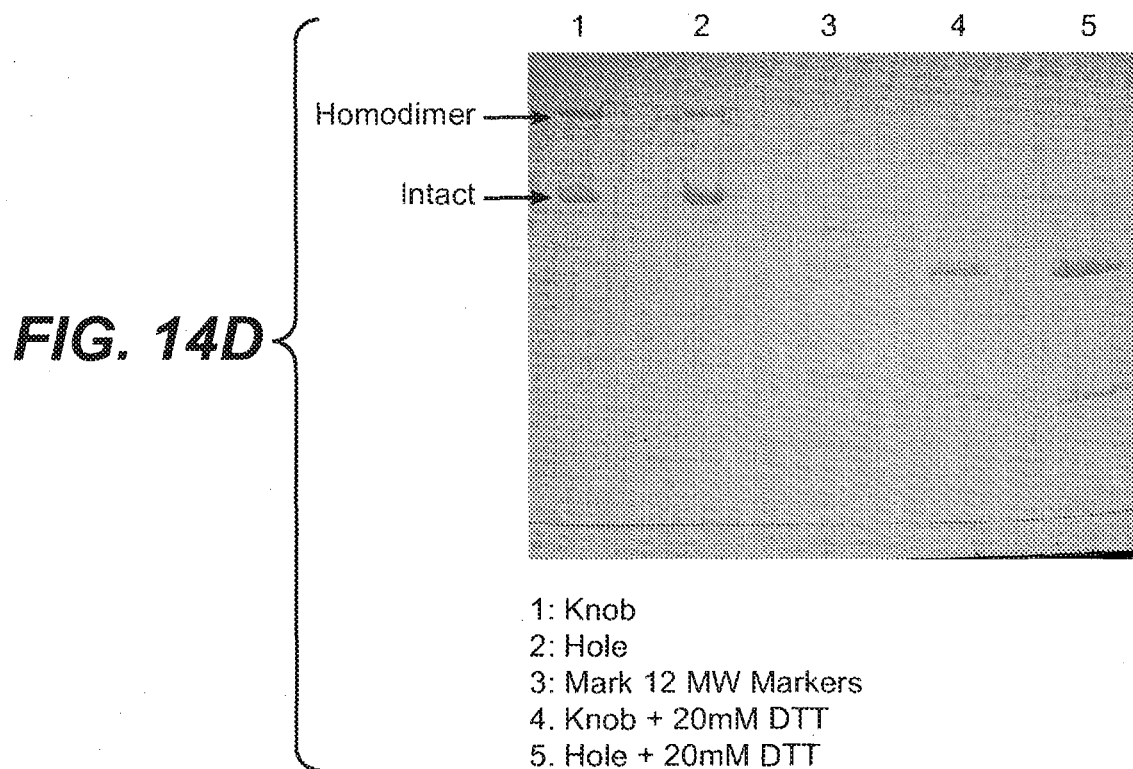 1 2 3 4 5
Homodimer
Intact
FIG. 14D
1: Knob
2: Hole
3: Mark 12 MW Markers
4. Knob + 20mM DTT
5. Hole + 20mM DTT